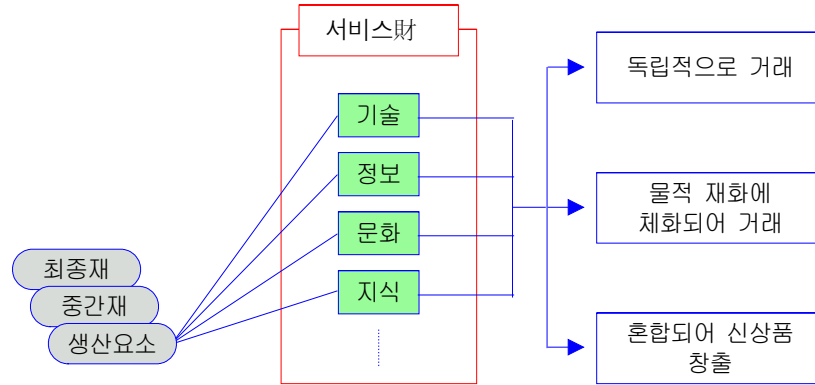 서비스財
기술
정보
문화
지식
최종재
중간재
생산요소
독립적으로 거래
물적 재화에
체화되어 거래
혼합되어 신상품
창출